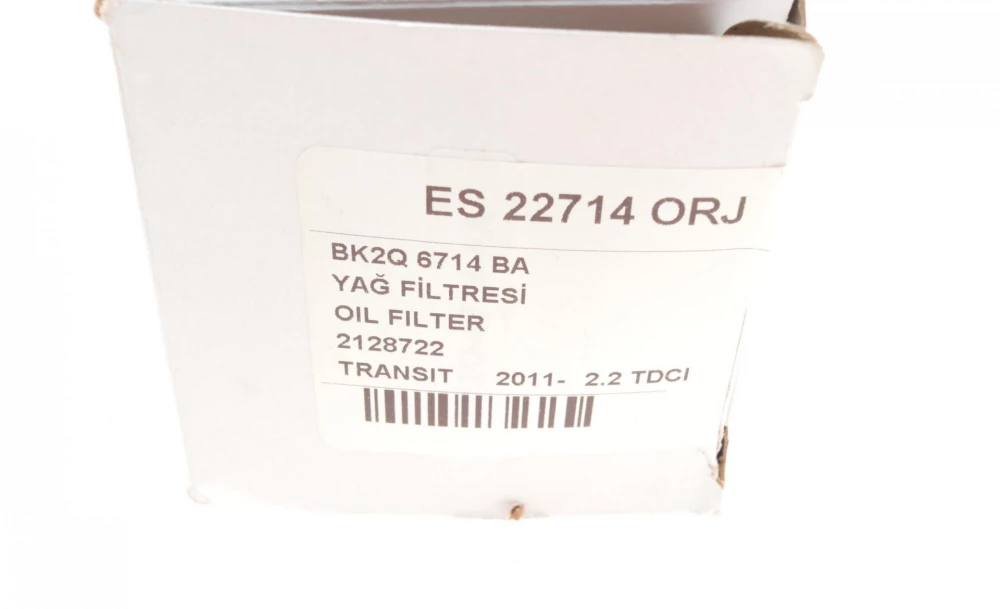 ES 22714 ORJ
BK2Q 6714 BA
YAĞ FİLTRESİ
OIL FILTER
2128722
TRANSIT 2011- 2.2 TDCI